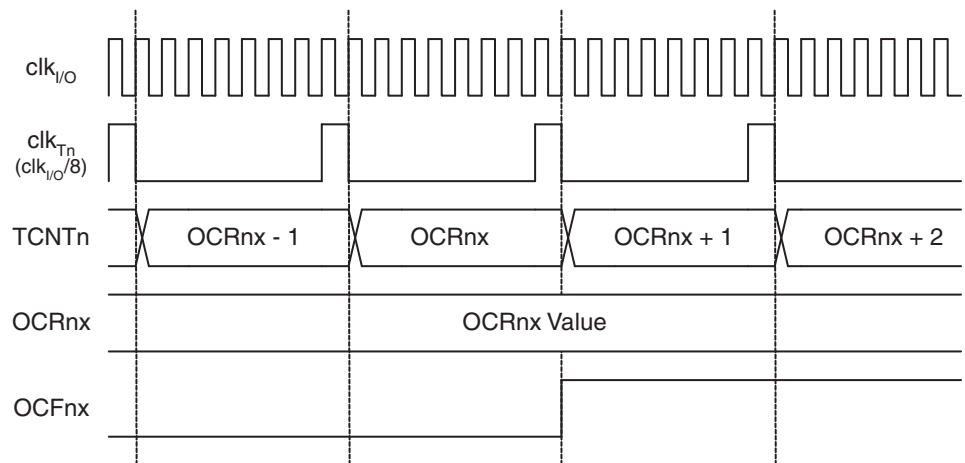 clkI/O
clkTn
(clkI/O/8)
TCNTn OCRnx - 1 OCRnx OCRnx + 1 OCRnx + 2
OCRnx OCRnx Value
OCFnx